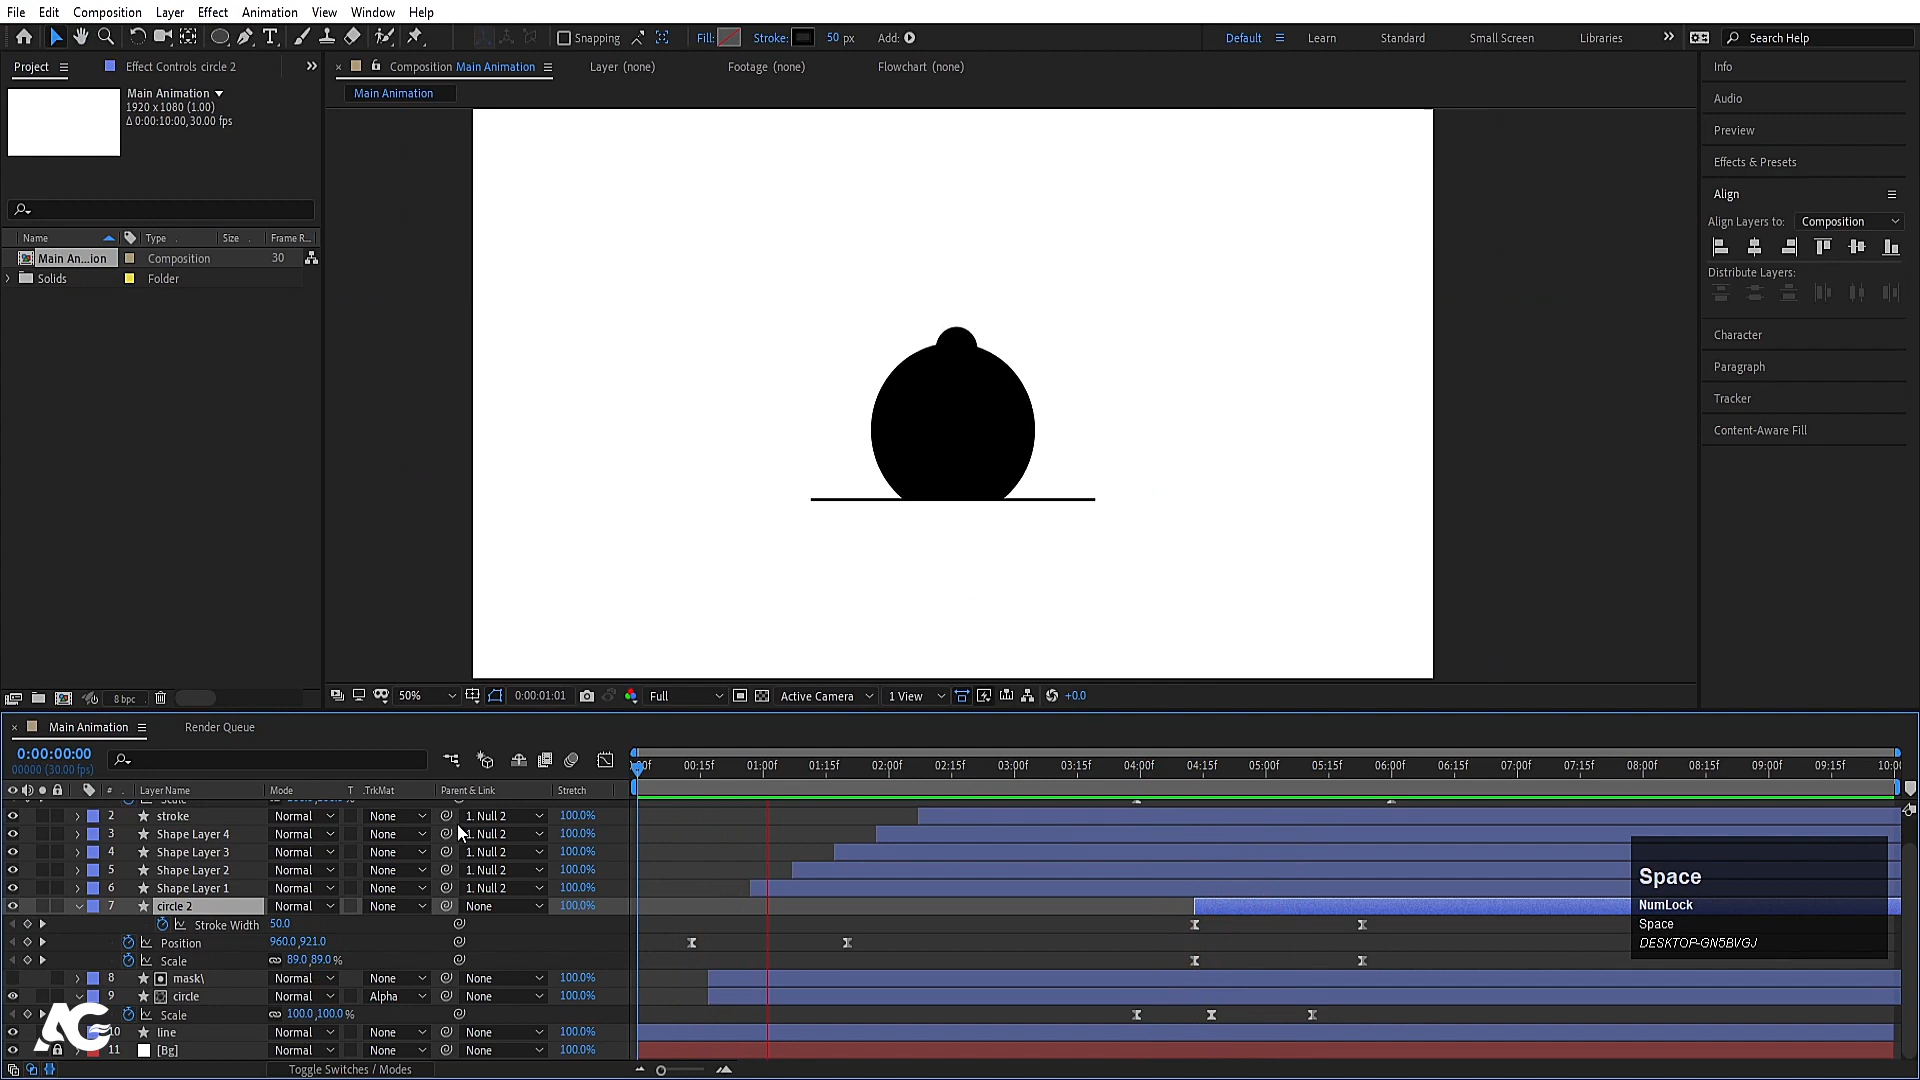 File Edit Composition Layer Effect Animation View Window Help
Snapping Fill: Stroke: 50 px Add: Default Learn Standard Small Screen Libraries Search Help
Project Effect Controls circle 2 Composition Main Animation Layer (none) Footage (none) Flowchart (none) Info
Main Animation
1920 x 1080 (1.00)
Δ 0:00:10:00, 30.00 fps
Main Animation
Audio
Preview
Effects & Presets
Align
Align Layers to: Composition
Distribute Layers:
Character
Paragraph
Tracker
Content-Aware Fill
Name Type Size Frame R...
Main An...ion Composition 30
Solids Folder
8 bpc 50% 0:00:01:01 Full Active Camera 1 View +0.0
Main Animation Render Queue
0:00:00:00
00000 (30.00 fps)
00:15f 01:00f 01:15f 02:00f 02:15f 03:00f 03:15f 04:00f 04:15f 05:00f 05:15f 06:00f 06:15f 07:00f 07:15f 08:00f 08:15f 09:00f 09:15f 10:0
# Layer Name Mode T .TrkMat Parent & Link Stretch
2 stroke Normal None 1. Null 2 100.0%
3 Shape Layer 4 Normal None 1. Null 2 100.0%
4 Shape Layer 3 Normal None 1. Null 2 100.0%
5 Shape Layer 2 Normal None 1. Null 2 100.0%
6 Shape Layer 1 Normal None 1. Null 2 100.0%
7 circle 2 Normal None None 100.0%
Stroke Width 50.0
Position 960.0,921.0
Scale 89.0,89.0%
8 mask\ Normal None None 100.0%
9 circle Normal Alpha None 100.0%
Scale 100.0,100.0%
10 line Normal None None 100.0%
11 [Bg] Normal None None 100.0%
Toggle Switches / Modes
Space
NumLock
Space
DESKTOP-GN5BVGJ
AG